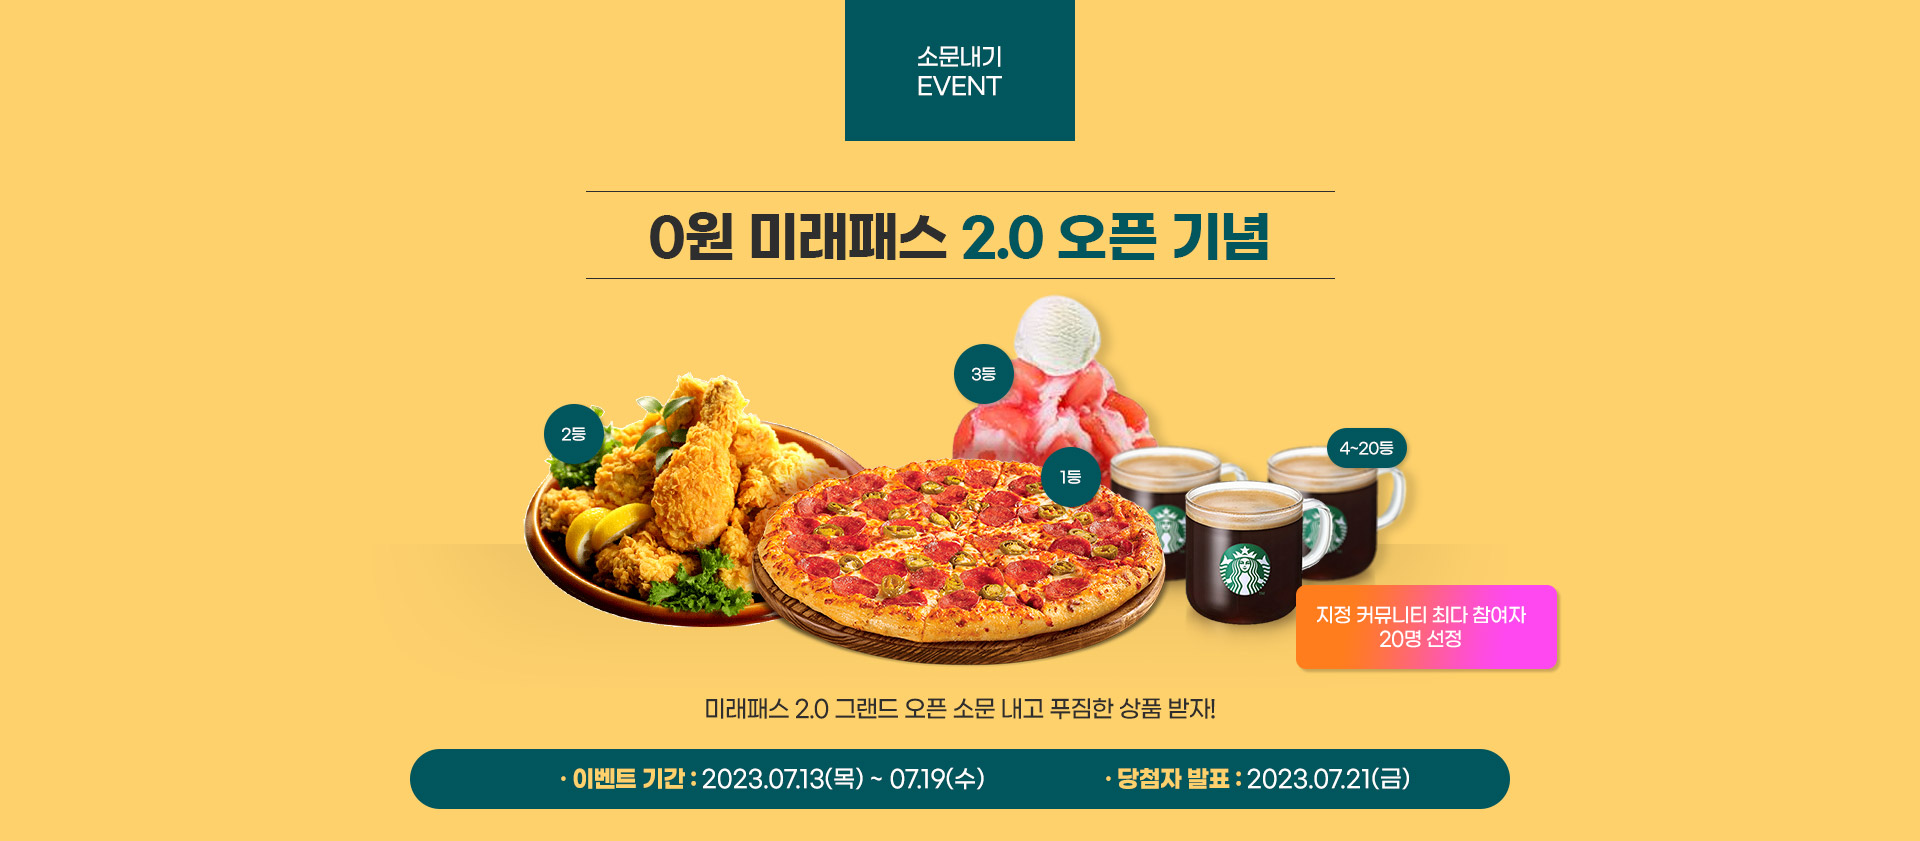 소문내기
EVENT
0원 미래패스 2.0 오픈 기념
3등
2등
4~20등
1등
지정 커뮤니티 최다 참여자
20명 선정
미래패스 2.0 그랜드 오픈 소문 내고 푸짐한 상품 받자!
· 이벤트 기간 : 2023.07.13(목) ~ 07.19(수)
· 당첨자 발표 : 2023.07.21(금)